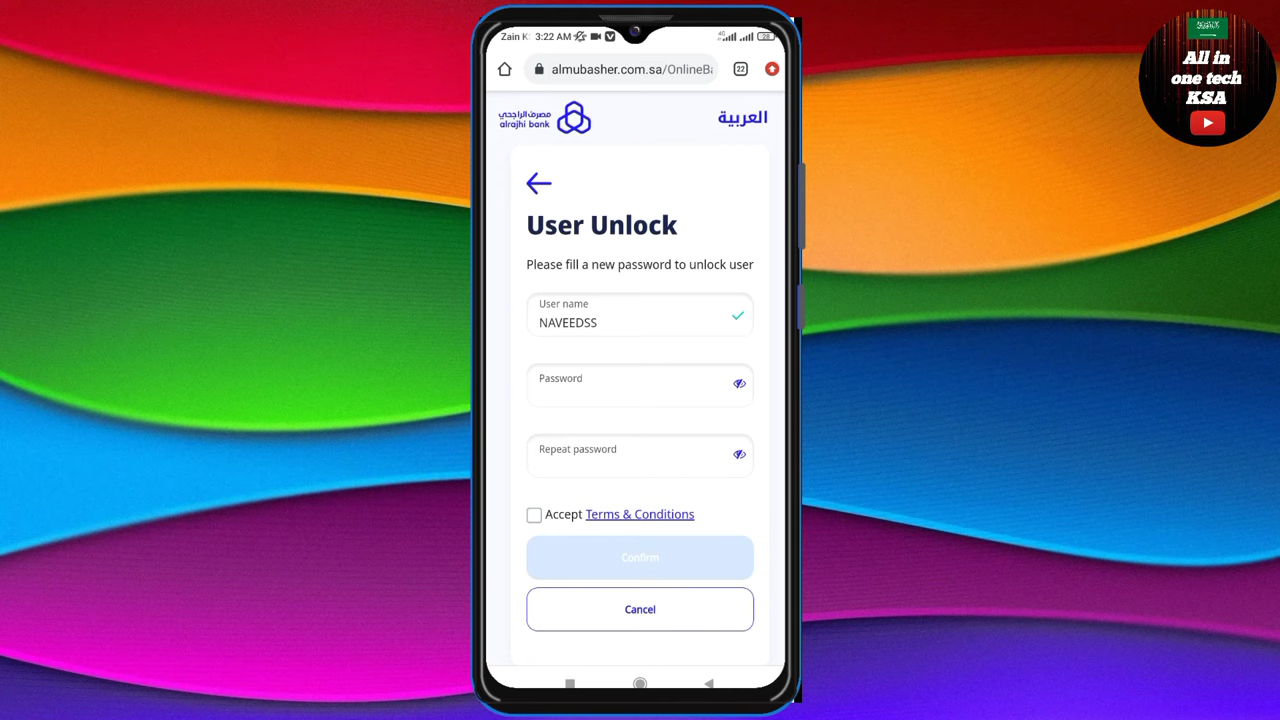 Zain K: 3:22 AM
4G
28
almubasher.com.sa/OnlineBa
22
مصرف الراجحي
alrajhi bank
العربية
User Unlock
Please fill a new password to unlock user
User name
NAVEEDSS
Password
Repeat password
Accept Terms & Conditions
Confirm
Cancel
All in
one tech
KSA